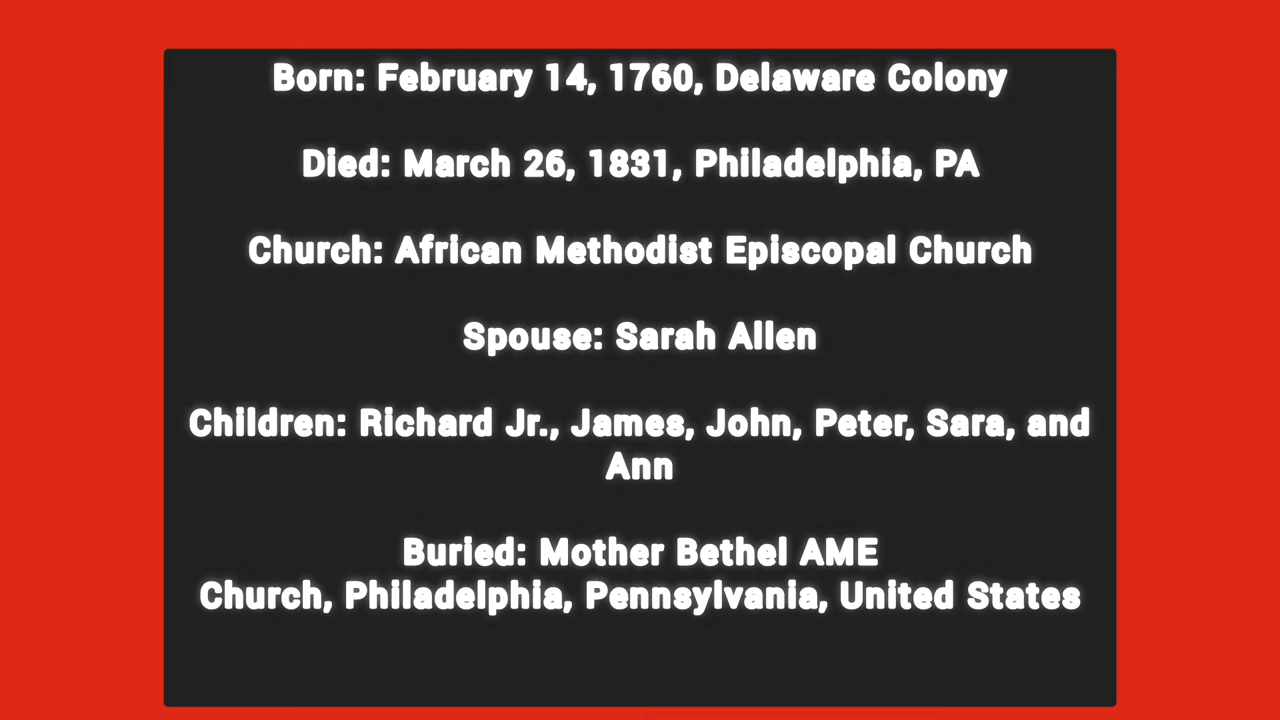 Born: February 14, 1760, Delaware Colony
Died: March 26, 1831, Philadelphia, PA
Church: African Methodist Episcopal Church
Spouse: Sarah Allen
Children: Richard Jr., James, John, Peter, Sara, and
Ann
Buried: Mother Bethel AME
Church, Philadelphia, Pennsylvania, United States